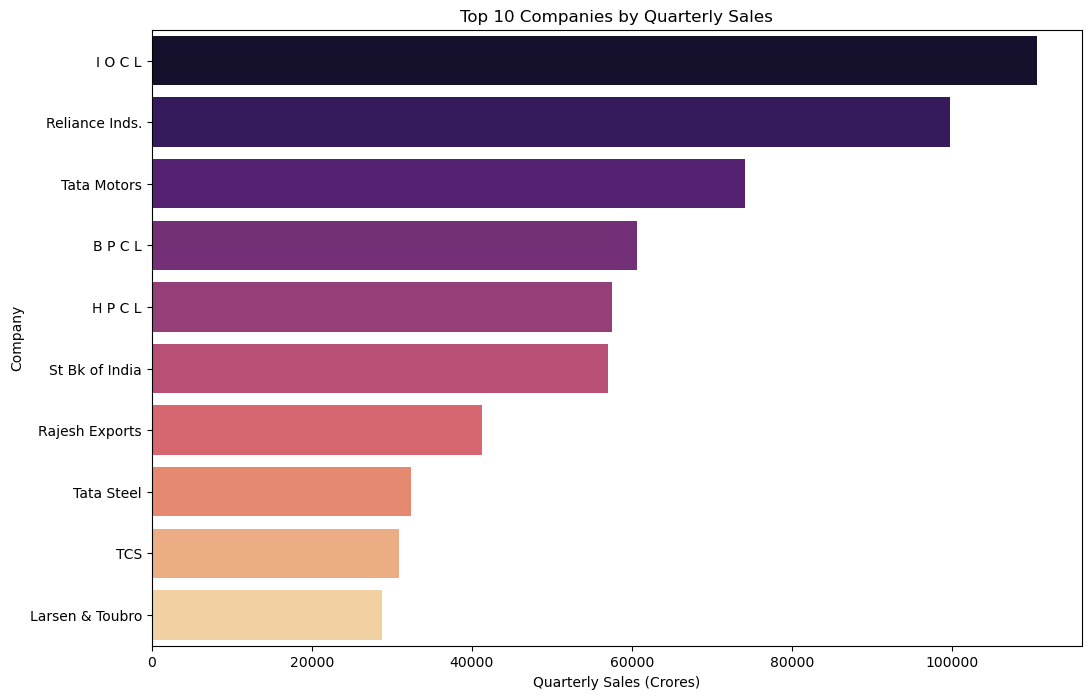 Top 10 Companies by Quarterly Sales
I O C L
Reliance Inds.
Tata Motors
B P C L
H P C L
St Bk of India
Rajesh Exports
Tata Steel
TCS
Larsen & Toubro
Company
0 20000 40000 60000 80000 100000
Quarterly Sales (Crores)